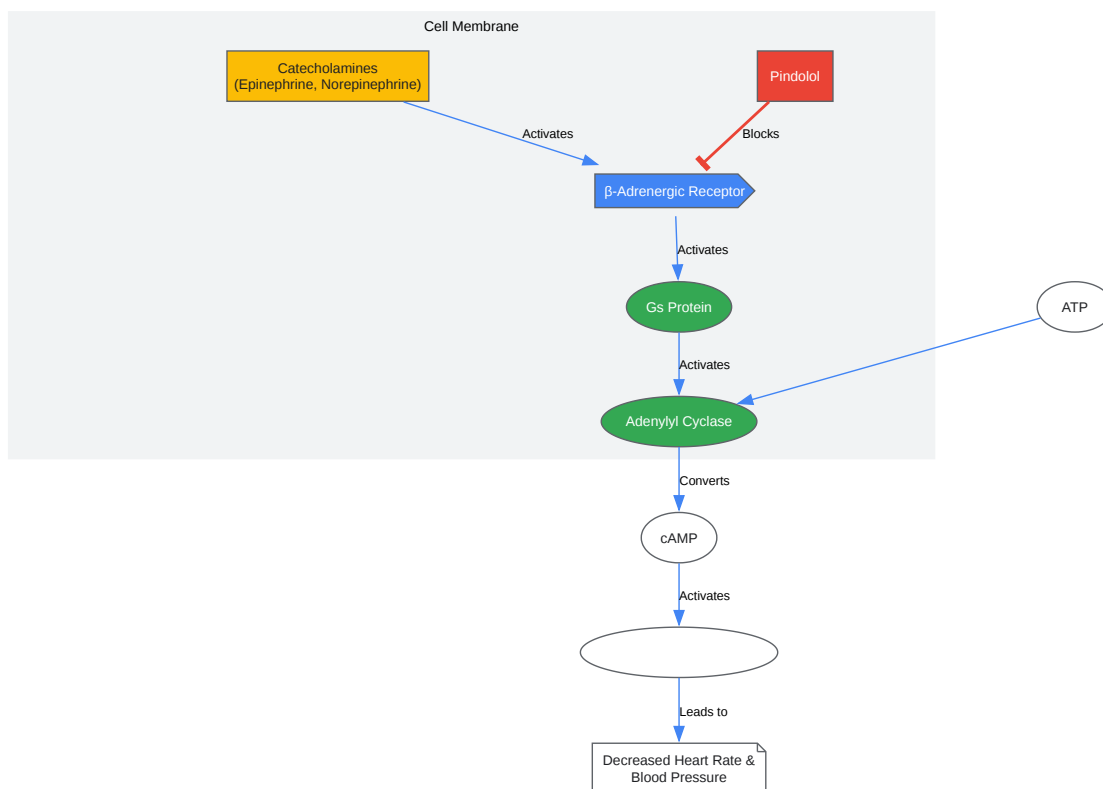 Cell Membrane
Catecholamines
(Epinephrine, Norepinephrine)
Pindolol
Activates
Blocks
β-Adrenergic Receptor
Activates
Gs Protein
ATP
Activates
Adenylyl Cyclase
Converts
cAMP
Activates
Leads to
Decreased Heart Rate &
Blood Pressure